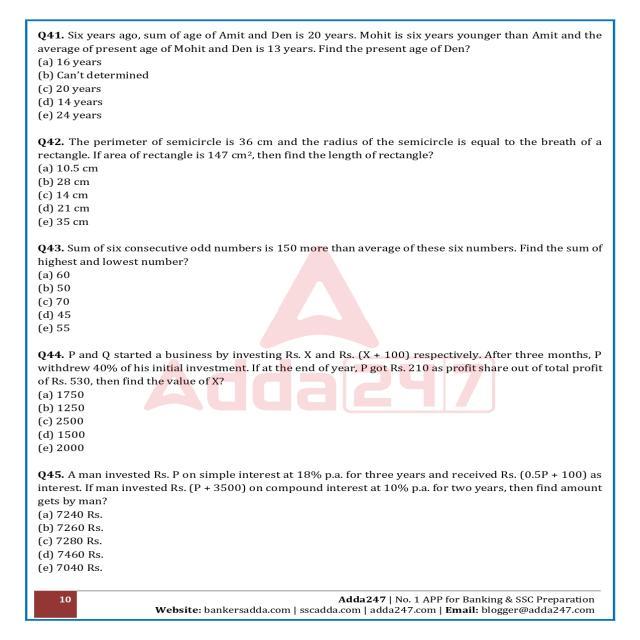 Q41. Six years ago, sum of age of Amit and Den is 20 years. Mohit is six years younger than Amit and the
average of present age of Mohit and Den is 13 years. Find the present age of Den?
(a) 16 years
(b) Can't determined
(c) 20 years
(d) 14 years
(e) 24 years
Q42. The perimeter of semicircle is 36 cm and the radius of the semicircle is equal to the breath of a
rectangle. If area of rectangle is 147 cm², then find the length of rectangle?
(a) 10.5 cm
(b) 28 cm
(c) 14 cm
(d) 21 cm
(e) 35 cm
Q43. Sum of six consecutive odd numbers is 150 more than average of these six numbers. Find the sum of
highest and lowest number?
(a) 60
(b) 50
(c) 70
(d) 45
(e) 55
Q44. P and Q started a business by investing Rs. X and Rs. (X + 100) respectively. After three months, P
withdrew 40% of his initial investment. If at the end of year, P got Rs. 210 as profit share out of total profit
of Rs. 530, then find the value of X?
(a) 1750
(b) 1250
(c) 2500
(d) 1500
(e) 2000
Adda247
Q45. A man invested Rs. P on simple interest at 18% p.a. for three years and received Rs. (0.5P + 100) as
interest. If man invested Rs. (P + 3500) on compound interest at 10% p.a. for two years, then find amount
gets by man?
(a) 7240 Rs.
(b) 7260 Rs.
(c) 7280 Rs.
(d) 7460 Rs.
(e) 7040 Rs.
10 Adda247 | No. 1 APP for Banking & SSC Preparation
Website: bankersadda.com | sscadda.com | adda247.com | Email: blogger@adda247.com